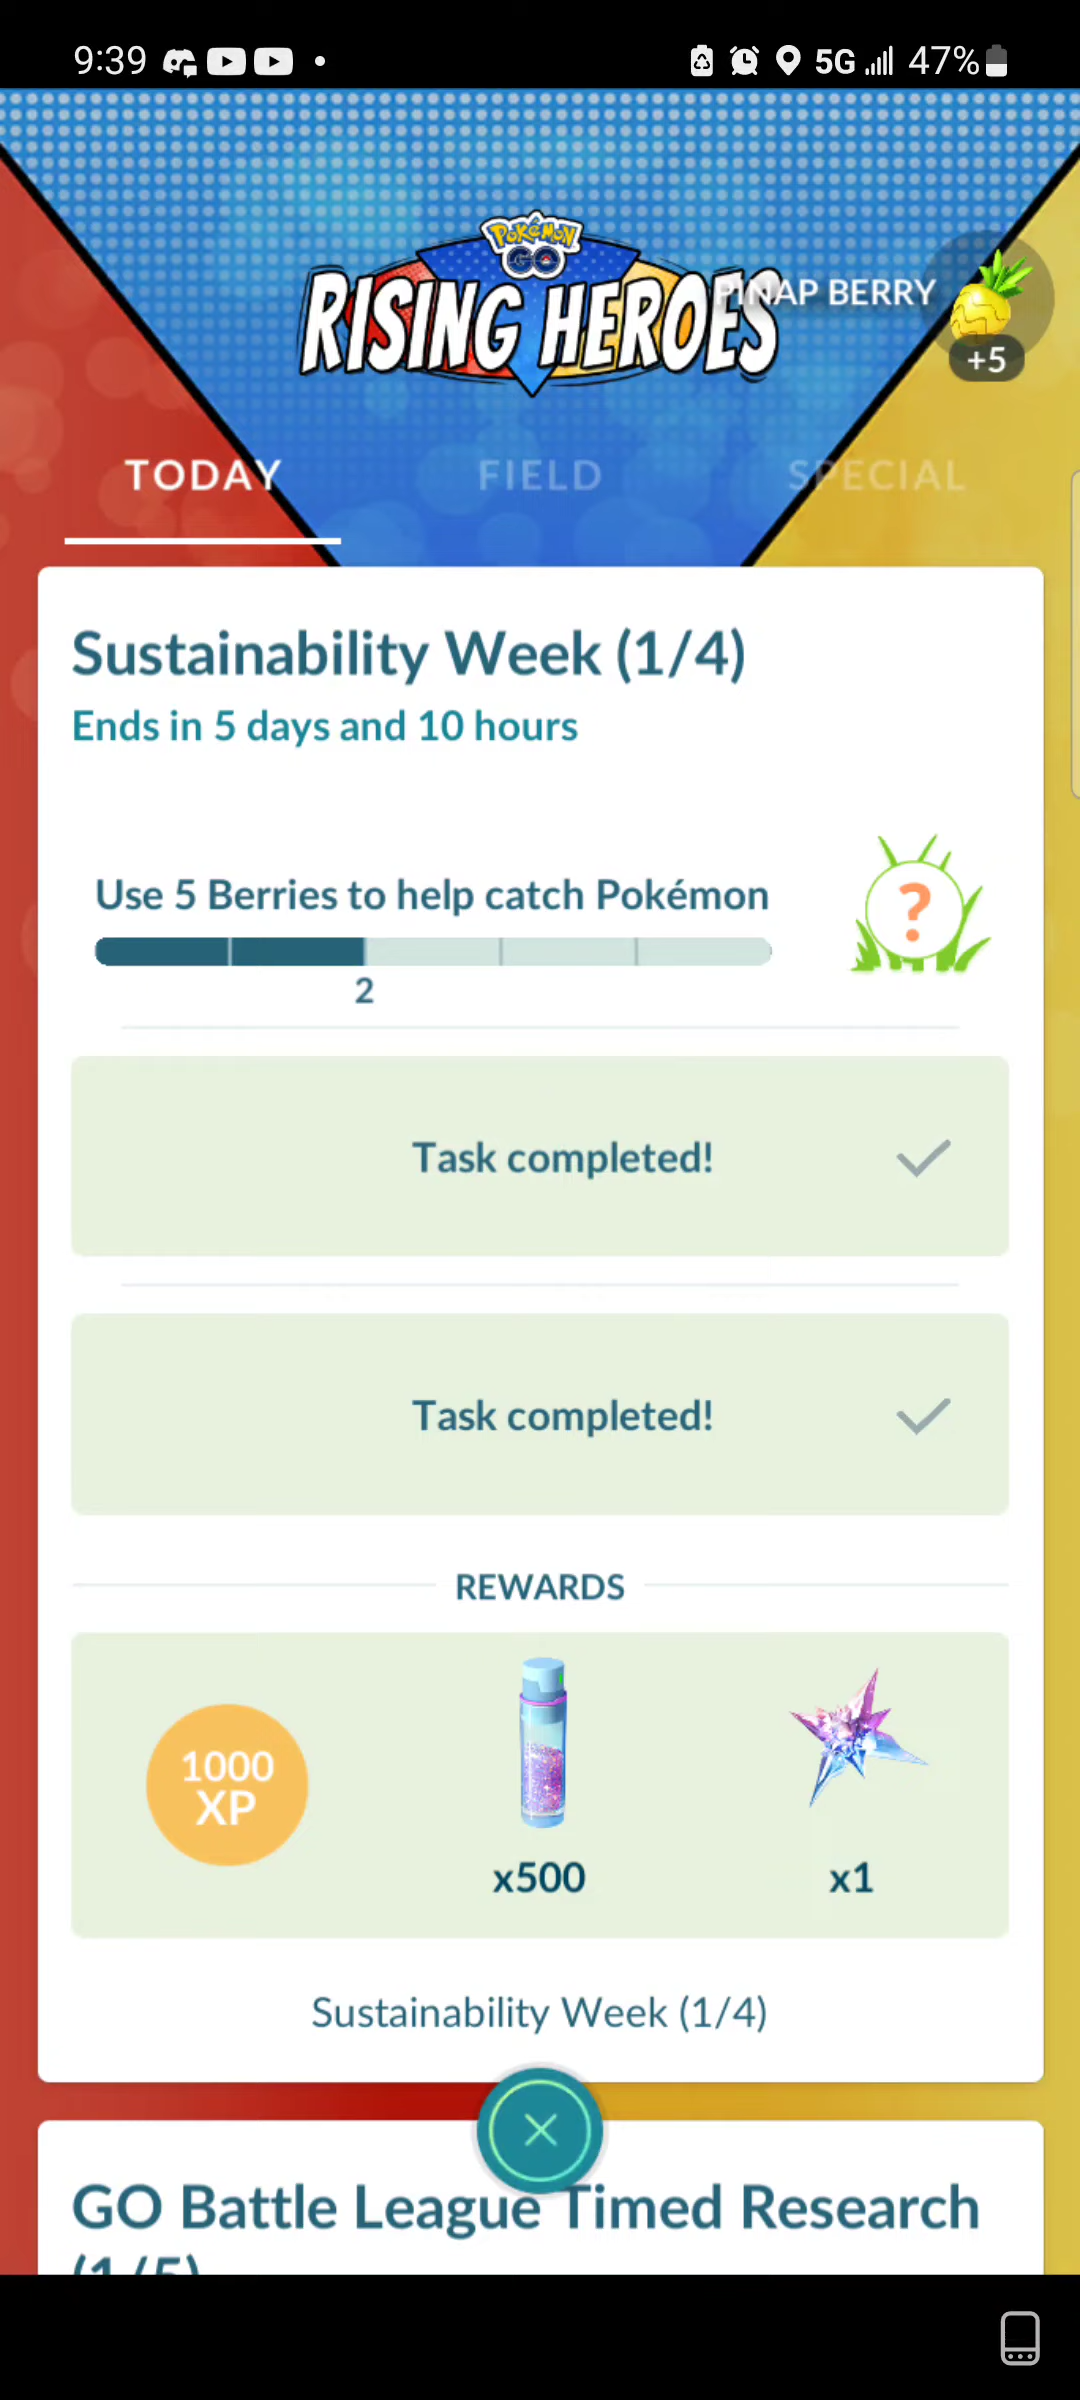 9:39
5G 47%
POKéMON
GO
RISING HEROES
PINAP BERRY
+5
TODAY FIELD SPECIAL
Sustainability Week (1/4)
Ends in 5 days and 10 hours
Use 5 Berries to help catch Pokémon
?
2
Task completed!
Task completed!
REWARDS
1000
XP
x500 x1
Sustainability Week (1/4)
GO Battle League Timed Research
(1/5)